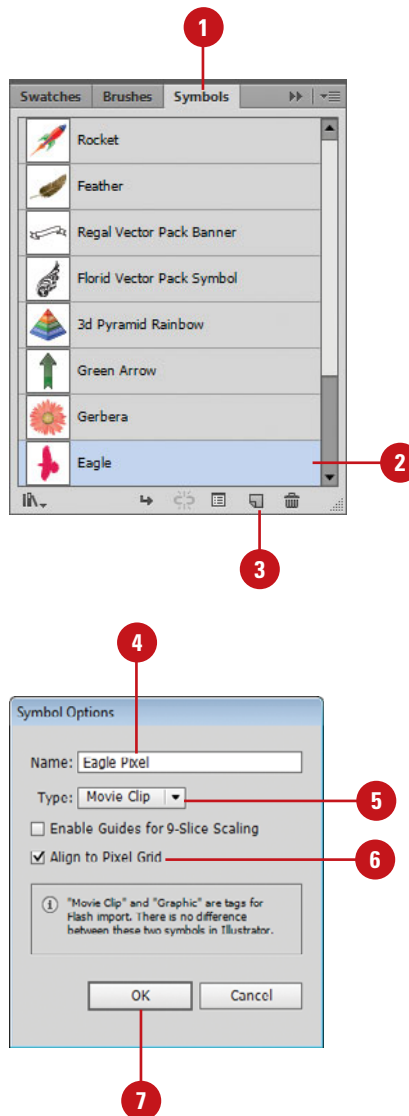 1
Swatches Brushes Symbols
Rocket
Feather
Regal Vector Pack Banner
Florid Vector Pack Symbol
3d Pyramid Rainbow
Green Arrow
Gerbera
Eagle
2
3
4
Symbol Options
Name: Eagle Pixel
Type: Movie Clip
5
Enable Guides for 9-Slice Scaling
Align to Pixel Grid
6
"Movie Clip" and "Graphic" are tags for
Flash import. There is no difference
between these two symbols in Illustrator.
OK Cancel
7